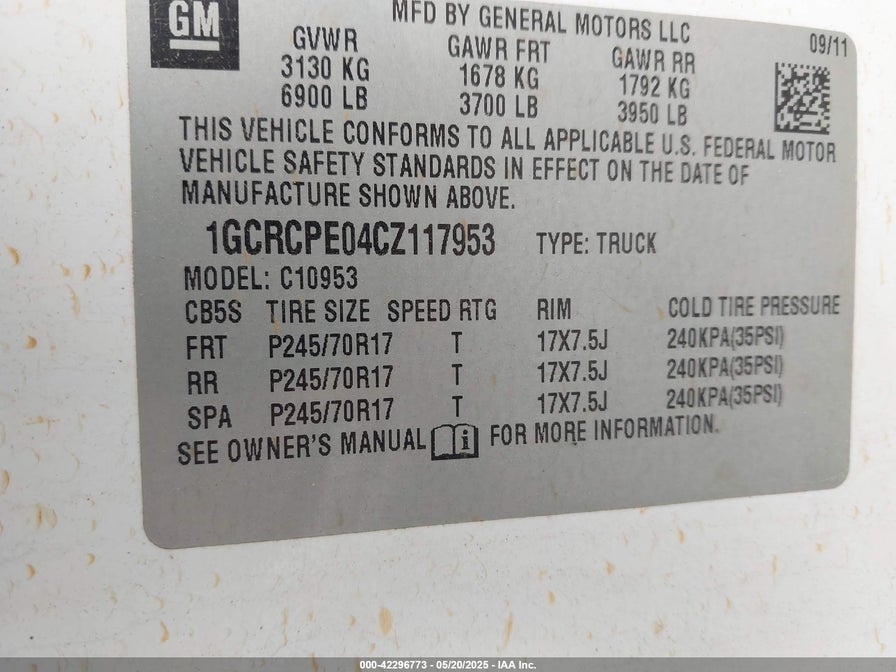 GM
MFD BY GENERAL MOTORS LLC
09/11
GVWR GAWR FRT GAWR RR
3130 KG 1678 KG 1792 KG
6900 LB 3700 LB 3950 LB
THIS VEHICLE CONFORMS TO ALL APPLICABLE U.S. FEDERAL MOTOR
VEHICLE SAFETY STANDARDS IN EFFECT ON THE DATE OF
MANUFACTURE SHOWN ABOVE.
1GCRCPE04CZ117953 TYPE: TRUCK
MODEL: C10953
CB5S TIRE SIZE SPEED RTG RIM COLD TIRE PRESSURE
FRT P245/70R17 T 17X7.5J 240KPA(35PSI)
RR P245/70R17 T 17X7.5J 240KPA(35PSI)
SPA P245/70R17 T 17X7.5J 240KPA(35PSI)
SEE OWNER'S MANUAL i FOR MORE INFORMATION.
000-42296773 - 05/20/2025 - IAA Inc.